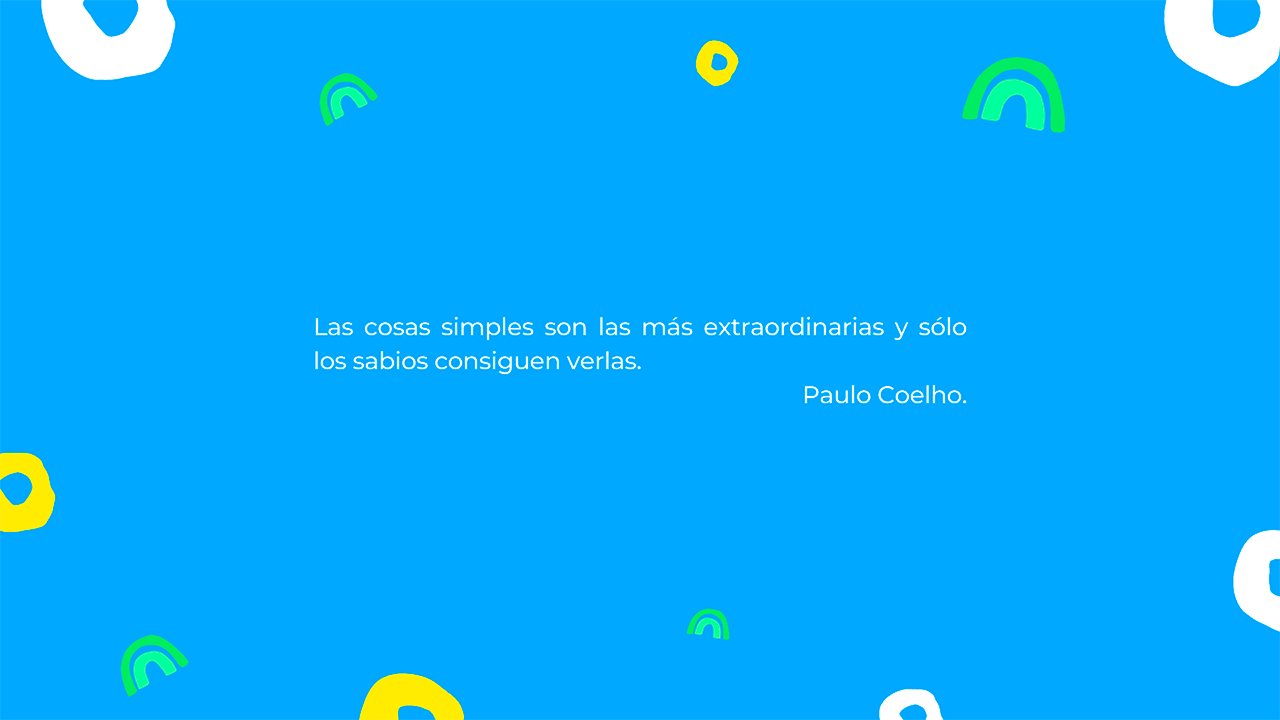 Las cosas simples son las más extraordinarias y sólo
los sabios consiguen verlas.
Paulo Coelho.